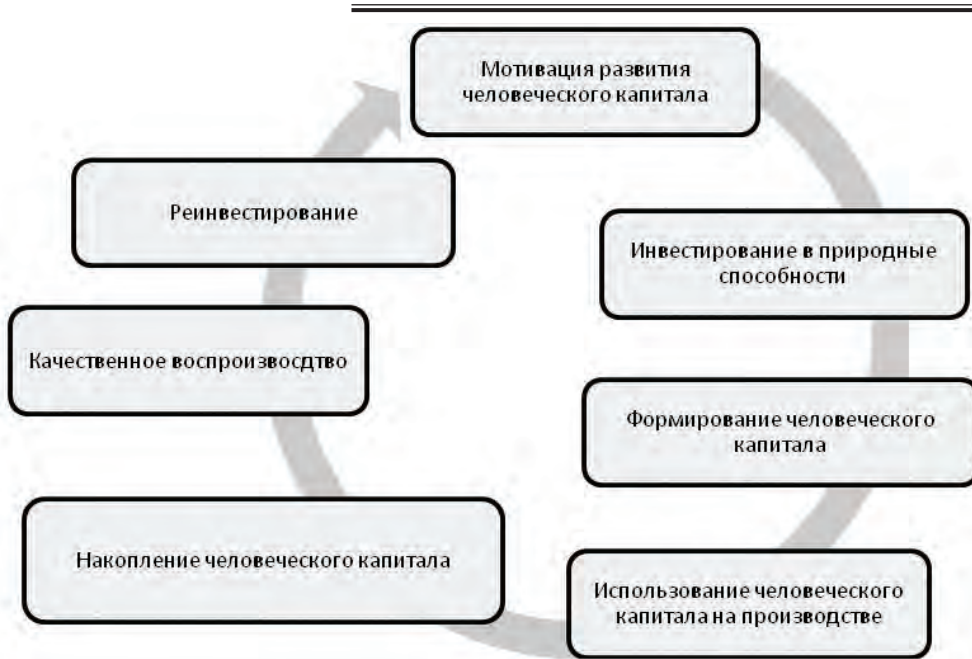 Мотивация развития
человеческого капитала
Инвестирование в природные
способности
Формирование человеческого
капитала
Использование человеческого
капитала на производстве
Накопление человеческого капитала
Качественное воспроизвосдтво
Реинвестирование